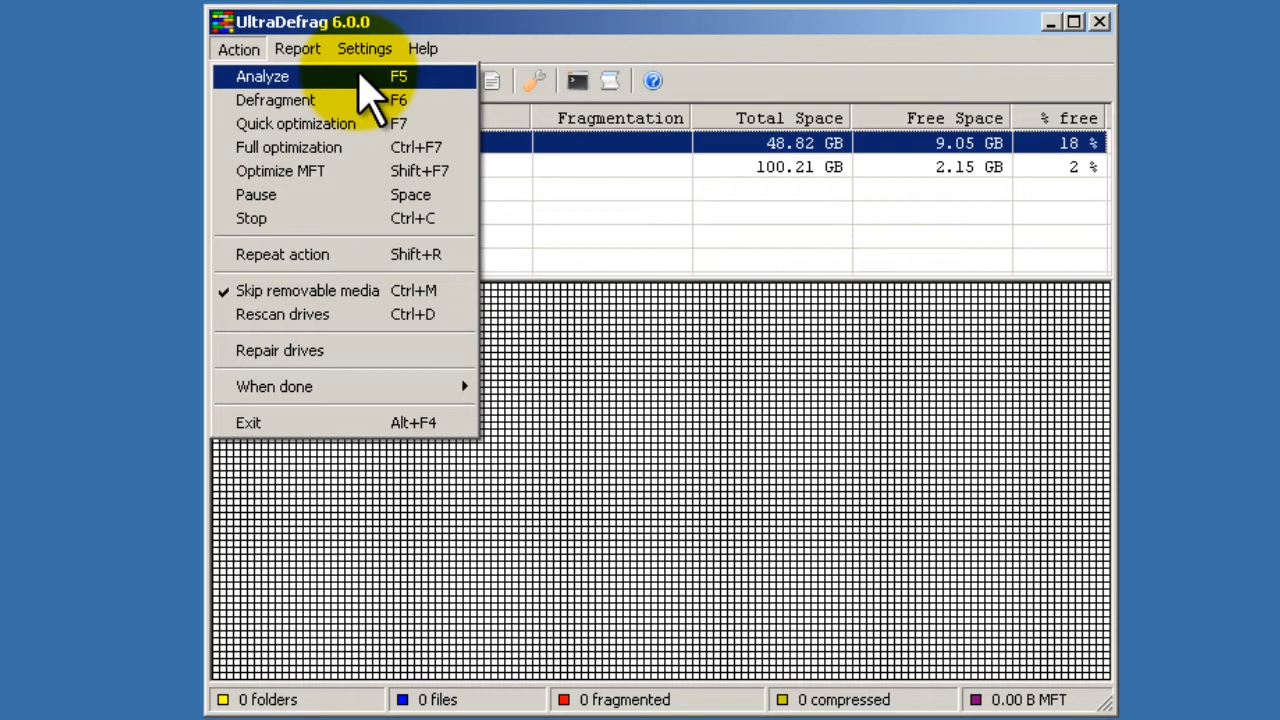 UltraDefrag 6.0.0
Action Report Settings Help
Analyze F5
Defragment F6
Quick optimization F7
Full optimization Ctrl+F7
Optimize MFT Shift+F7
Pause Space
Stop Ctrl+C
Repeat action Shift+R
Skip removable media Ctrl+M
Rescan drives Ctrl+D
Repair drives
When done
Exit Alt+F4
Fragmentation Total Space Free Space % free
48.82 GB 9.05 GB 18 %
100.21 GB 2.15 GB 2 %
0 folders 0 files 0 fragmented 0 compressed 0.00 B MFT